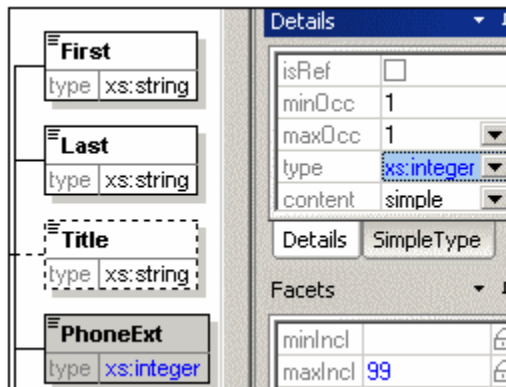 First
type xs:string
Last
type xs:string
Title
type xs:string
PhoneExt
type xs:integer
Details
isRef
minOcc 1
maxOcc 1
type xs:integer
content simple
Details SimpleType
Facets
minIncl
maxIncl 99